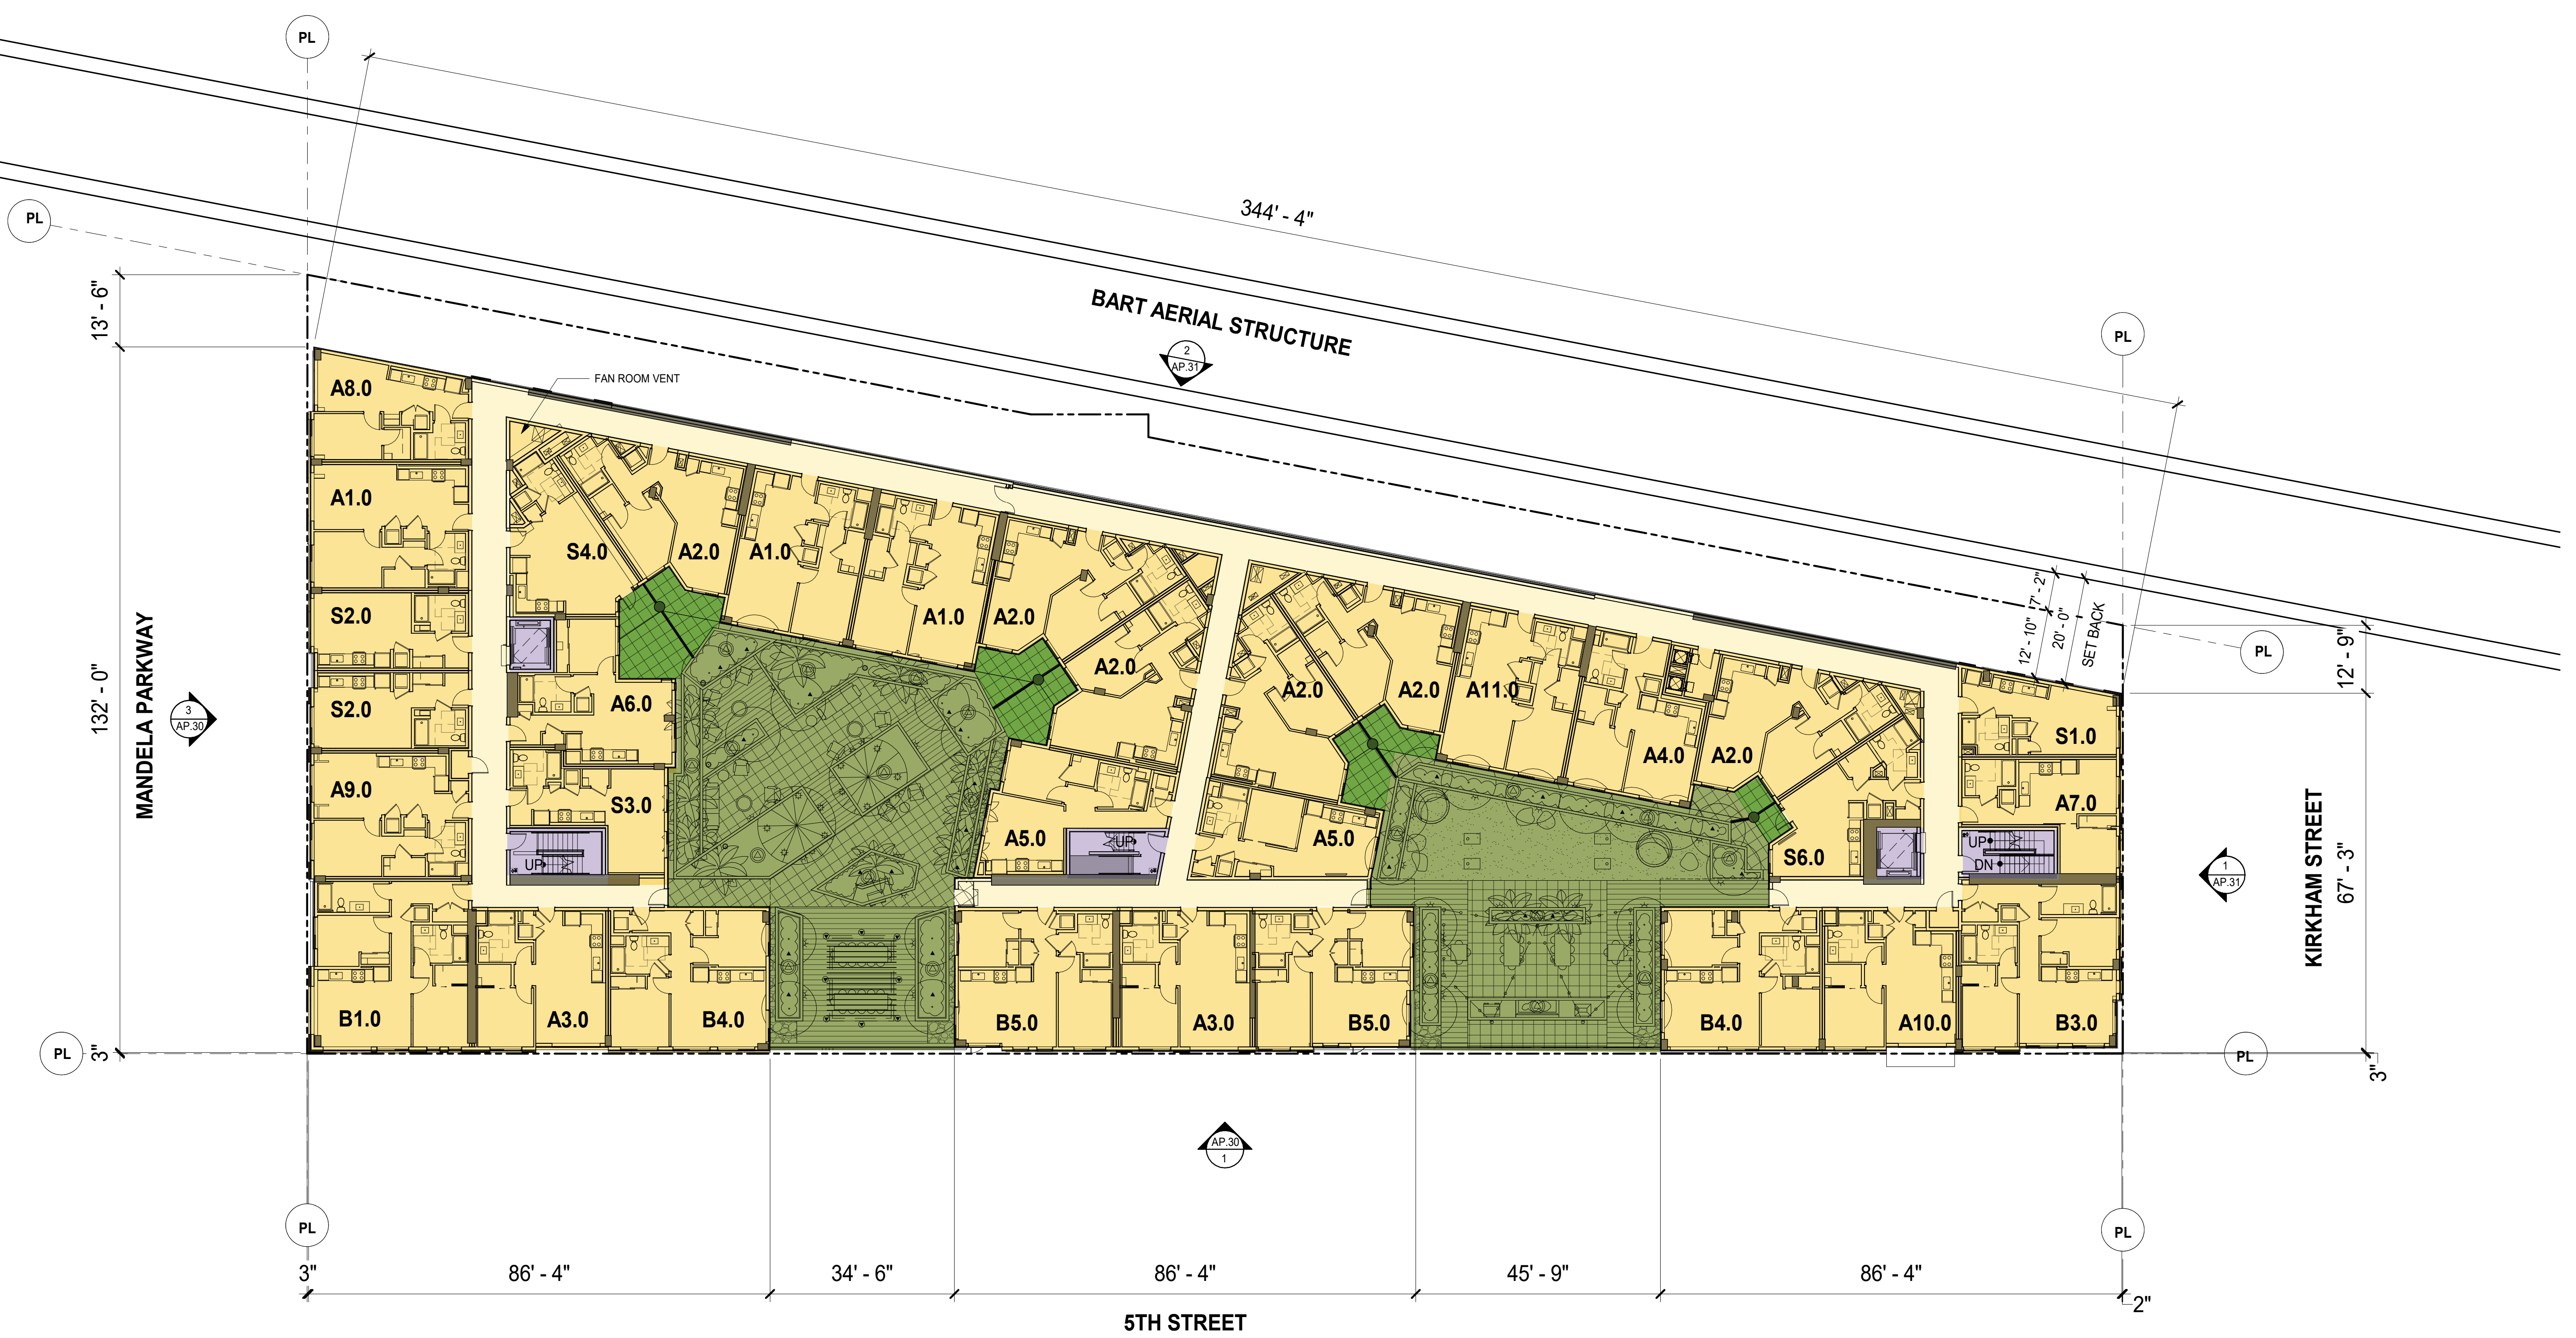 PL
344' - 4"
PL
13' - 6"
BART AERIAL STRUCTURE
2
AP.31
PL
FAN ROOM VENT
A8.0
A1.0
S4.0
A2.0
A1.0
A1.0
A2.0
S2.0
A2.0
7' - 2"
12' - 10"
20' - 0"
SET BACK
12' - 9"
PL
132' - 0"
MANDELA PARKWAY
3
AP.30
S2.0
A6.0
A2.0
A2.0
A11.0
A4.0
A2.0
S1.0
A9.0
S3.0
A7.0
UP
A5.0
UP
A5.0
S6.0
UP
DN
1
AP.31
KIRKHAM STREET
67' - 3"
B1.0
A3.0
B4.0
B5.0
A3.0
B5.0
B4.0
A10.0
B3.0
PL
3"
PL
3"
AP.30
1
PL
PL
3"
86' - 4"
34' - 6"
86' - 4"
45' - 9"
86' - 4"
2"
5TH STREET